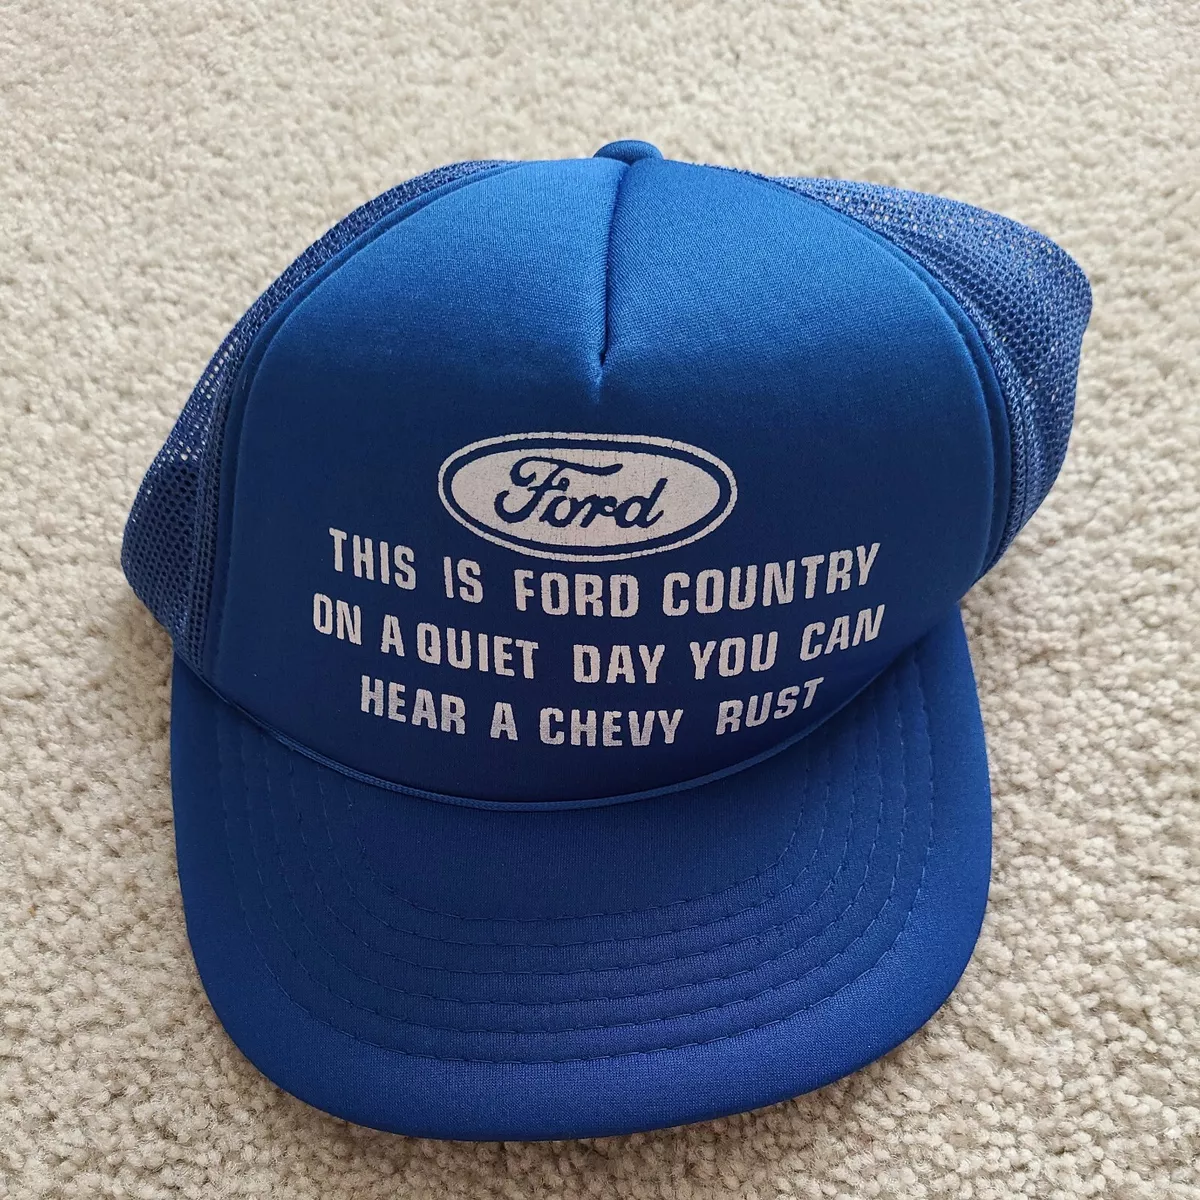 Ford
THIS IS FORD COUNTRY
ON A QUIET DAY YOU CAN
HEAR A CHEVY RUST